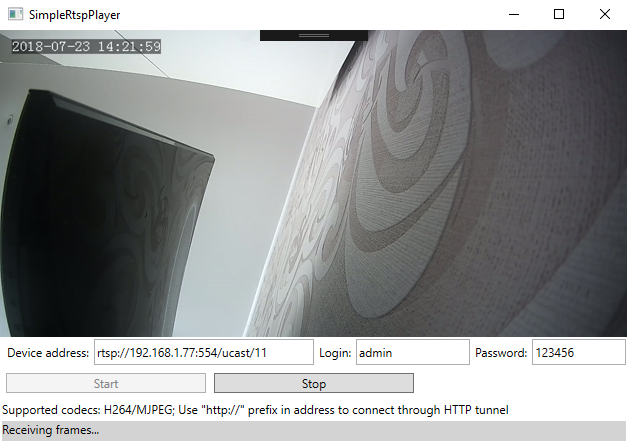 SimpleRtspPlayer
2018-07-23 14:21:59
Device address: rtsp://192.168.1.77:554/ucast/11 Login: admin Password: 123456
Start Stop
Supported codecs: H264/MJPEG; Use "http://" prefix in address to connect through HTTP tunnel
Receiving frames...